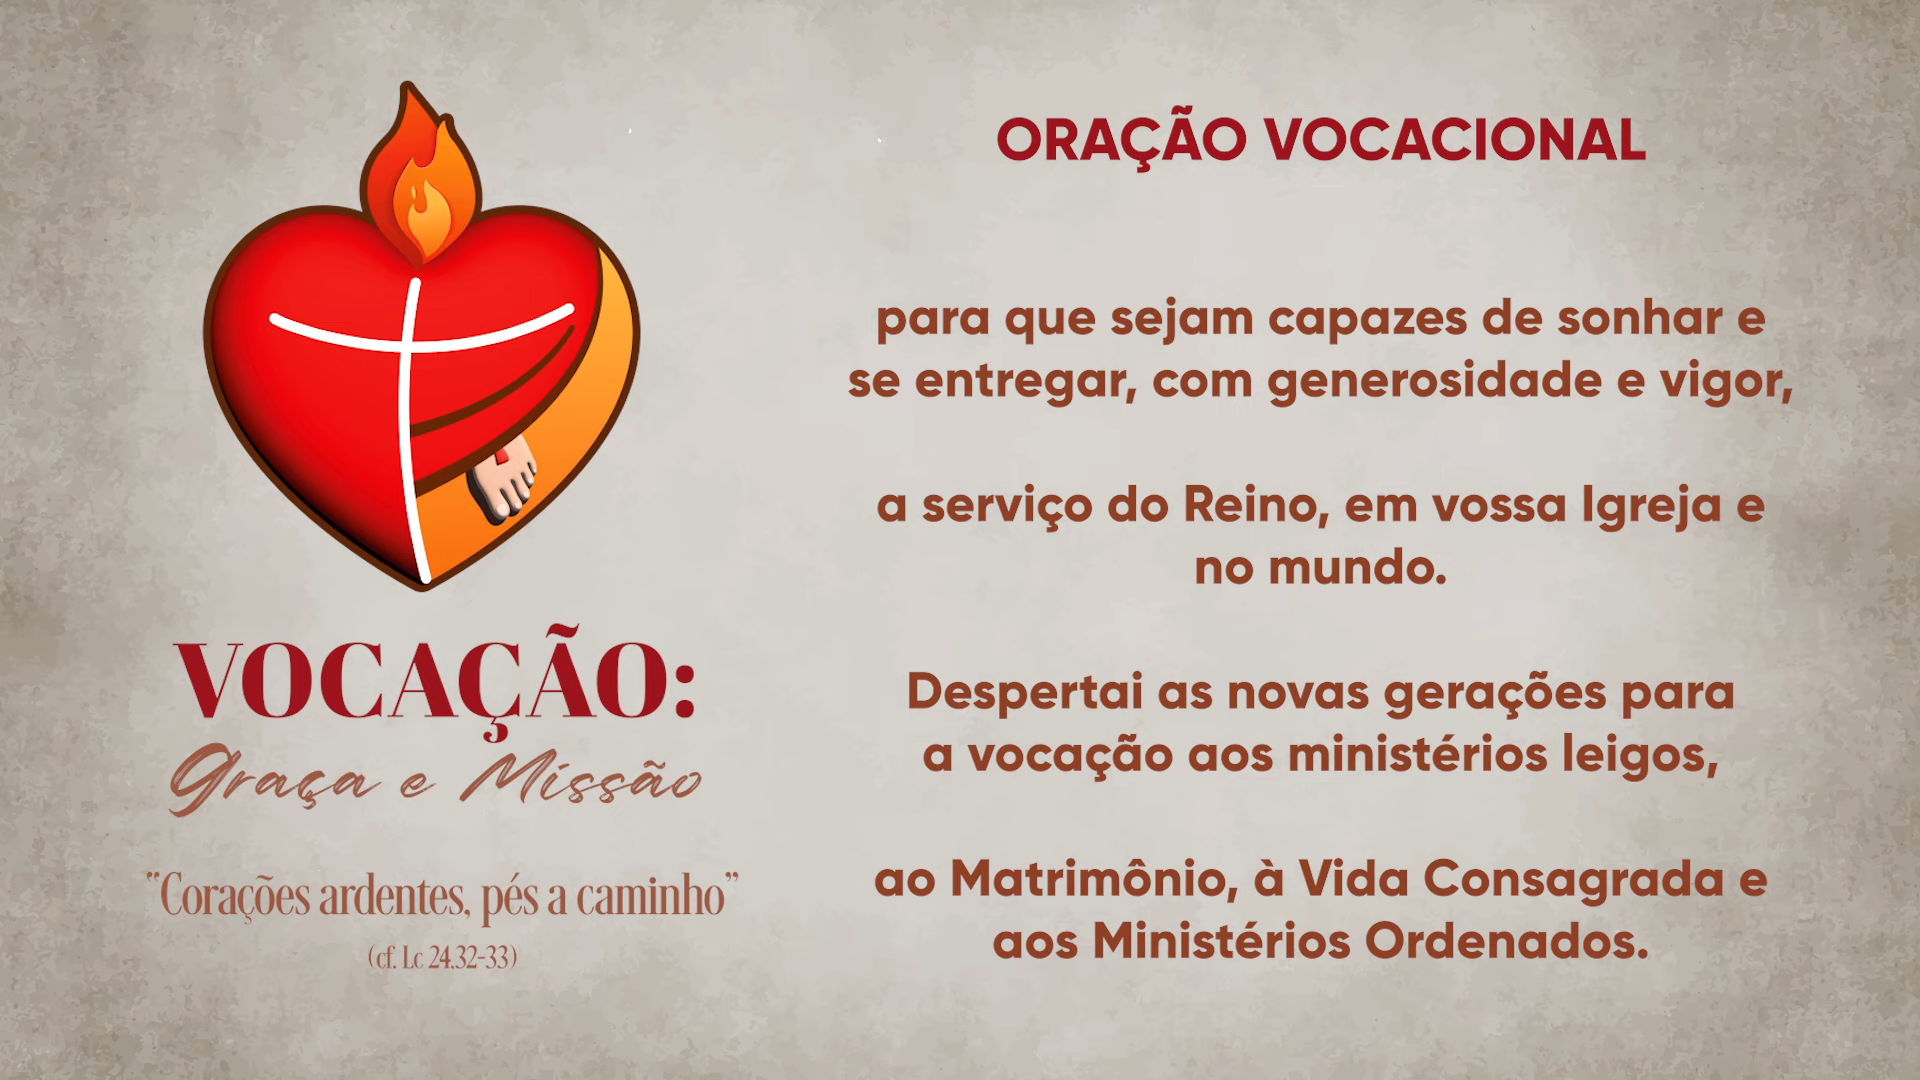 VOCAÇÃO:
Graça e Missão
“Corações ardentes, pés a caminho”
(cf. Lc 24,32-33)
ORAÇÃO VOCACIONAL
para que sejam capazes de sonhar e
se entregar, com generosidade e vigor,
a serviço do Reino, em vossa Igreja e
no mundo.
Despertai as novas gerações para
a vocação aos ministérios leigos,
ao Matrimônio, à Vida Consagrada e
aos Ministérios Ordenados.